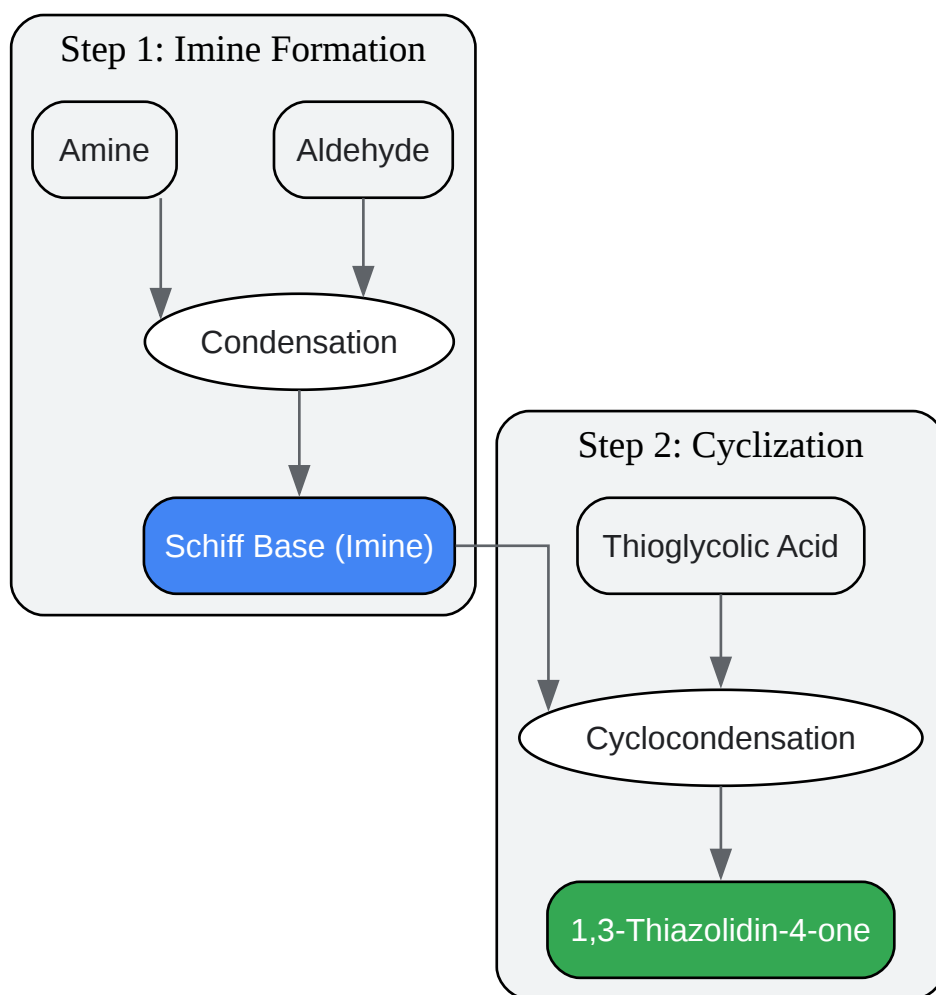 Step 1: Imine Formation
Amine
Aldehyde
Condensation
Schiff Base (Imine)
Step 2: Cyclization
Thioglycolic Acid
Cyclocondensation
1,3-Thiazolidin-4-one